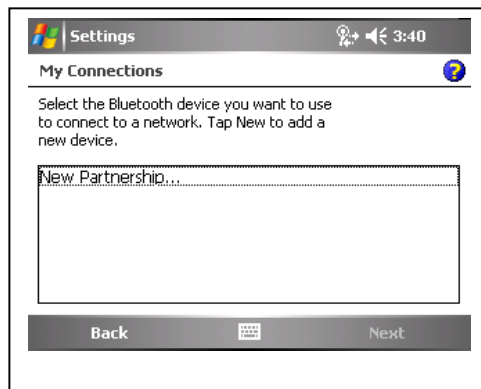 Settings 3:40
My Connections
Select the Bluetooth device you want to use
to connect to a network. Tap New to add a
new device.
New Partnership...
Back Next